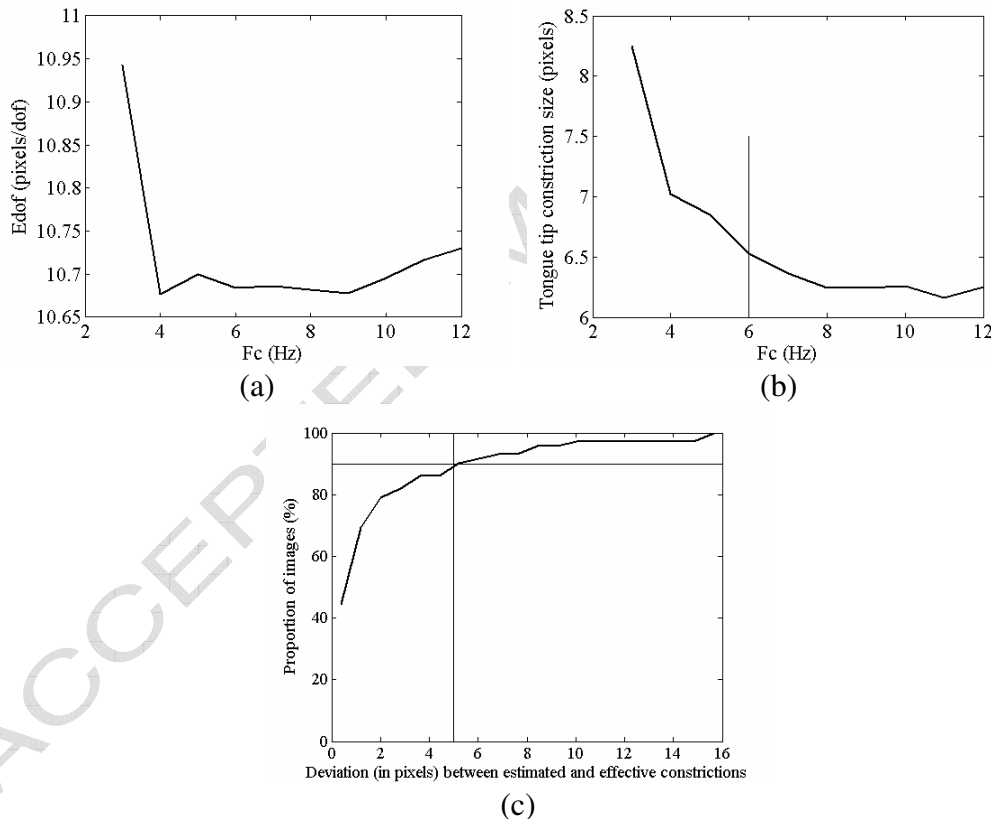 11
10.95
10.9
10.85
10.8
10.75
10.7
10.65
2 4 6 8 10 12
Edof (pixels/dof)
Fc (Hz)
(a)
8.5
8
7.5
7
6.5
6
2 4 6 8 10 12
Tongue tip constriction size (pixels)
Fc (Hz)
(b)
100
80
60
40
20
0
0 2 4 6 8 10 12 14 16
Proportion of images (%)
Deviation (in pixels) between estimated and effective constrictions
(c)